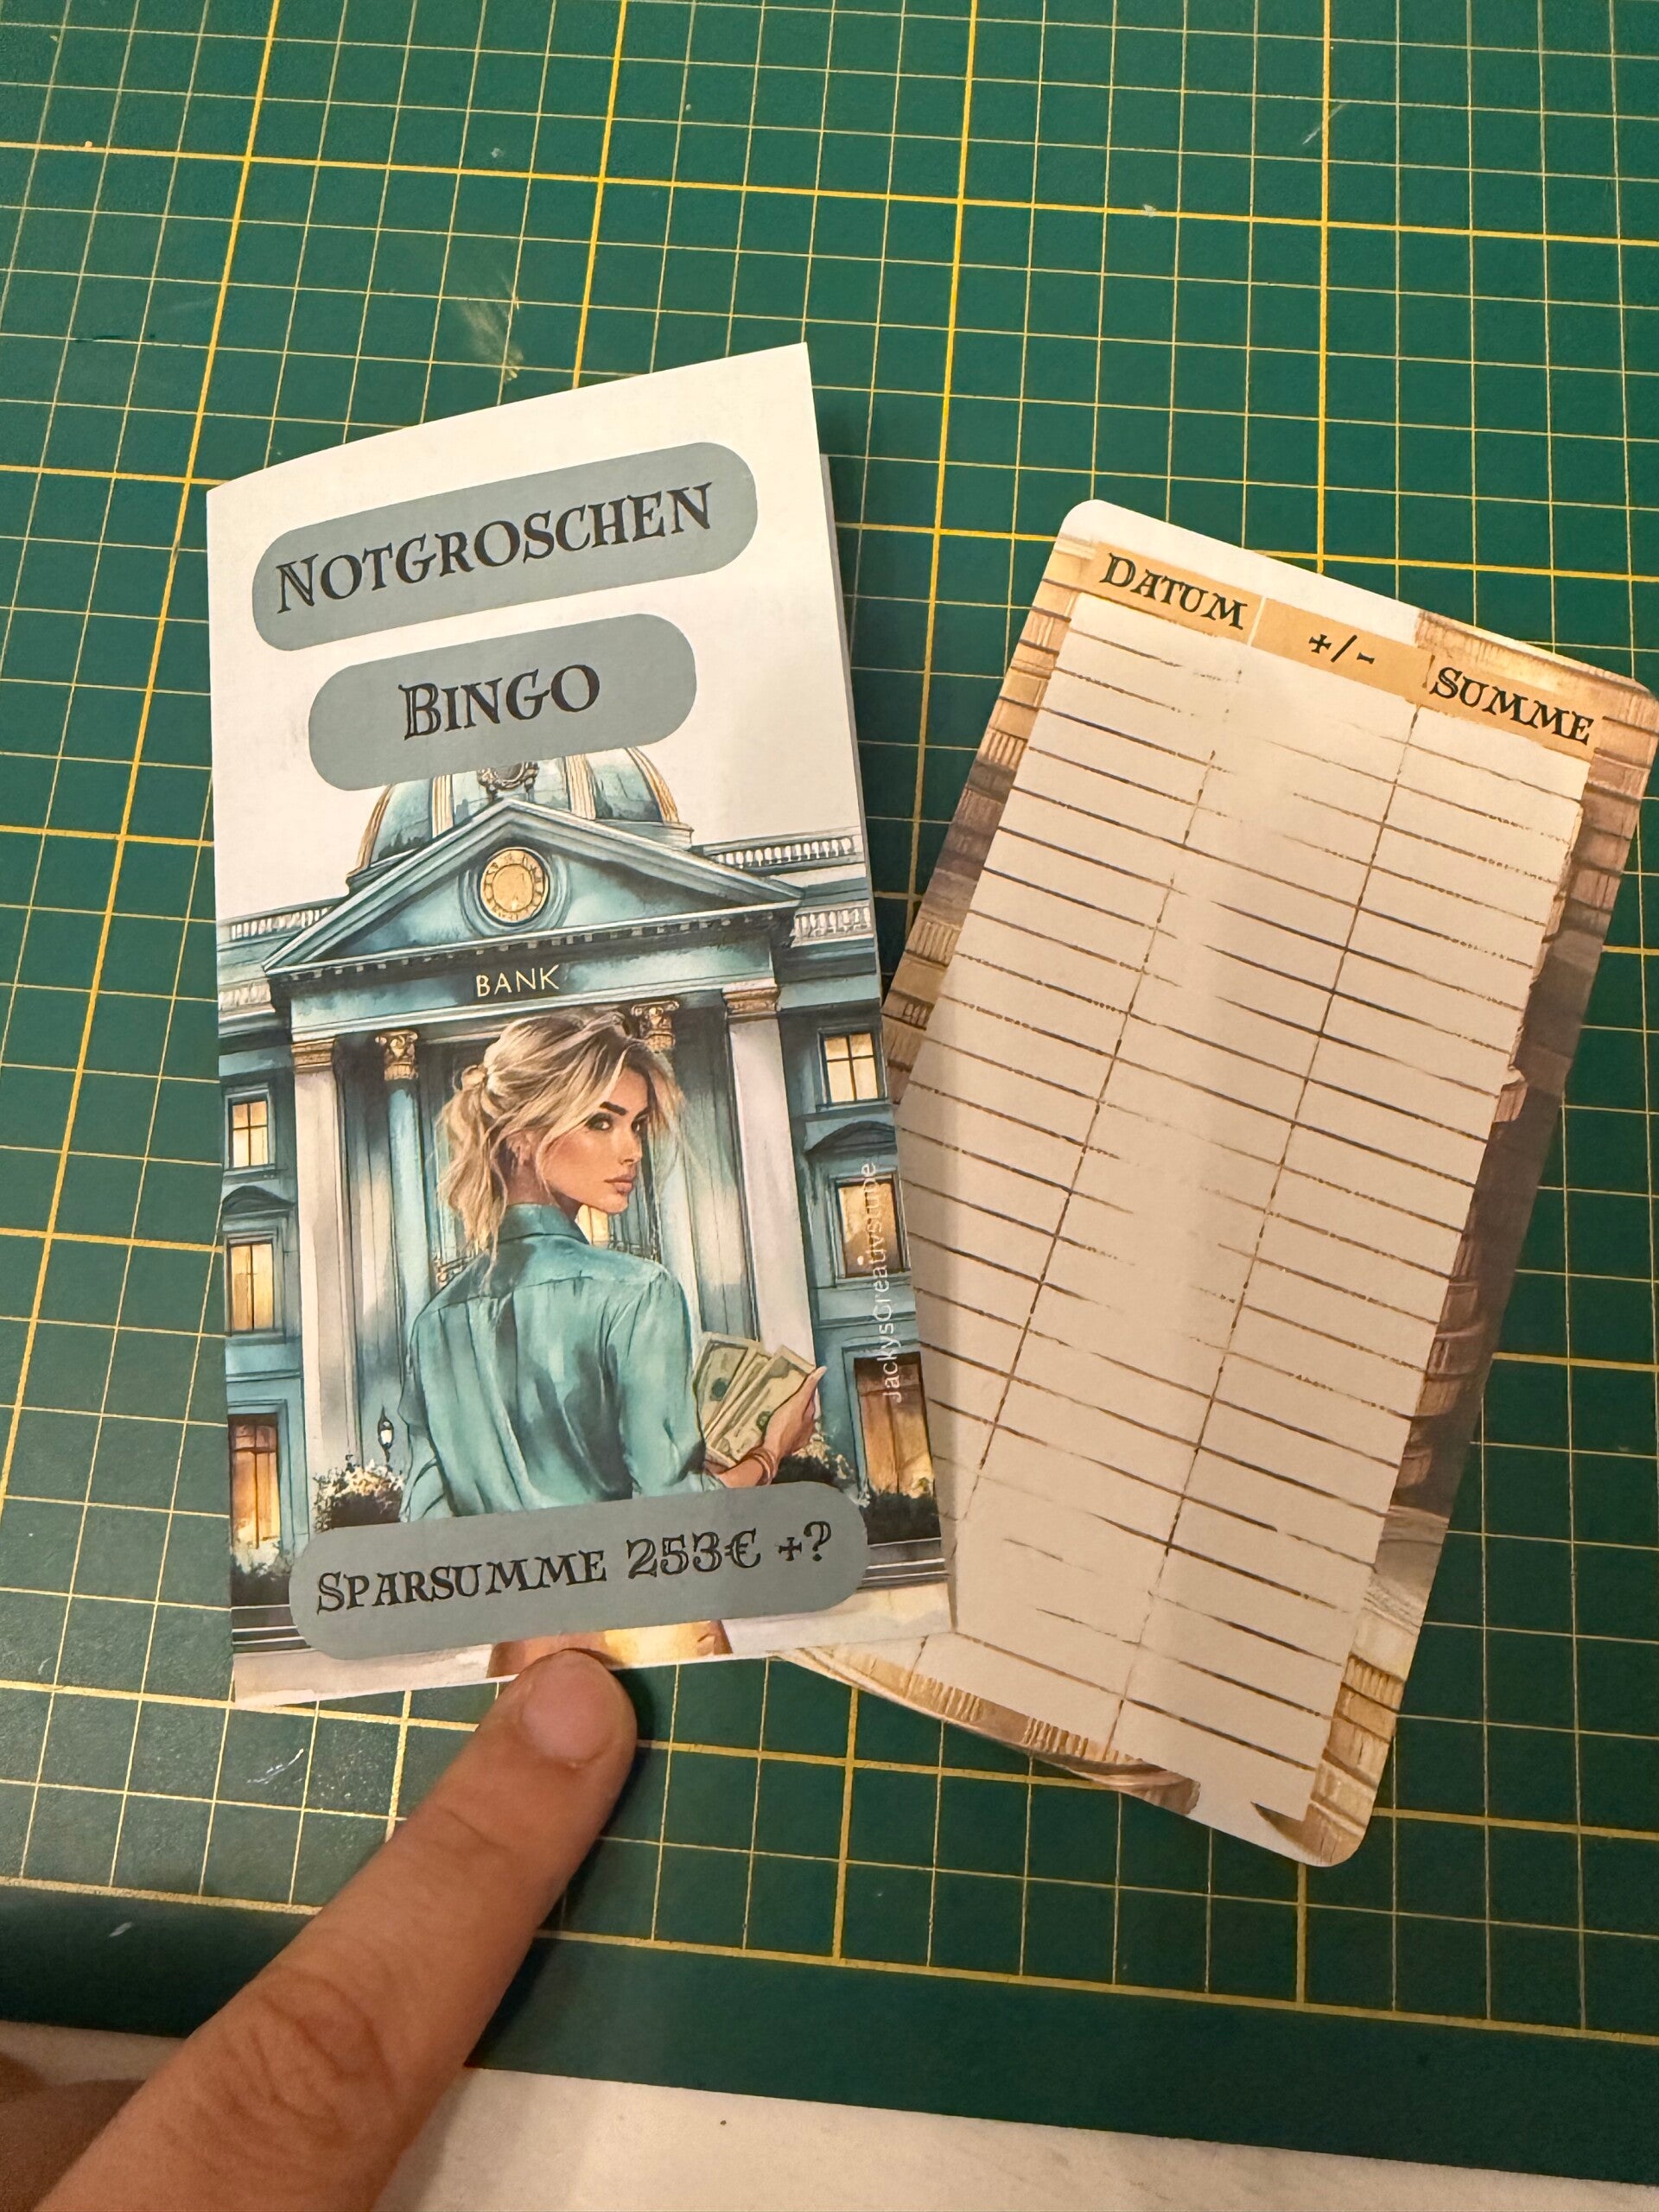 NOTGROSCHEN
BINGO
BANK
JackysCreativstube
SPARSUMME 253€ +?
DATUM
+/-
SUMME